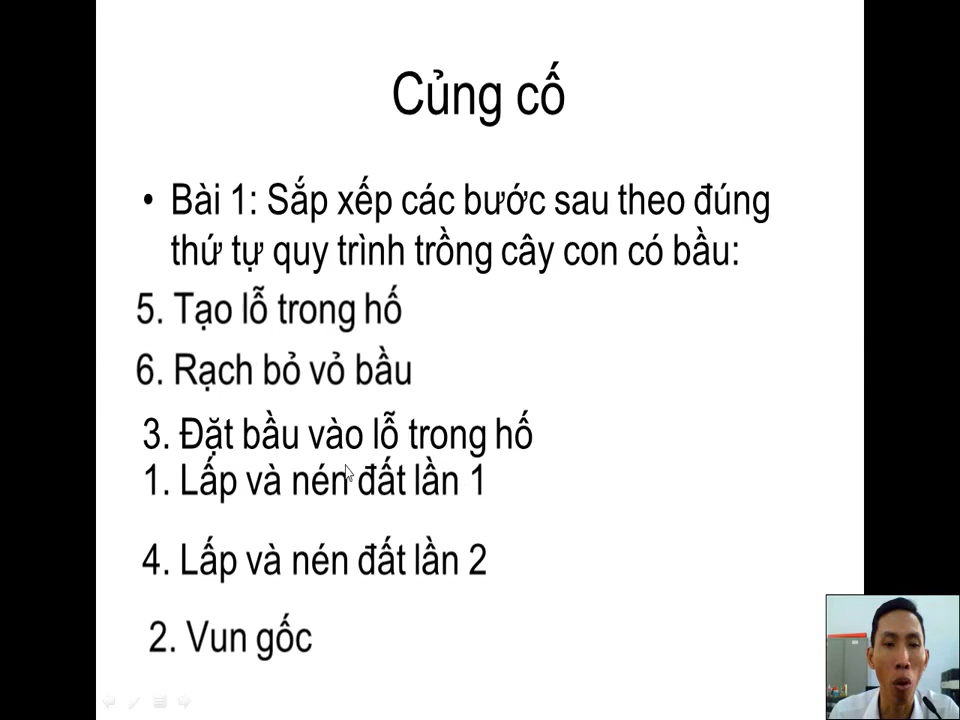 Củng cố
• Bài 1: Sắp xếp các bước sau theo đúng
thứ tự quy trình trồng cây con có bầu:
5. Tạo lỗ trong hố
6. Rạch bỏ vỏ bầu
3. Đặt bầu vào lỗ trong hố
1. Lấp và nén đất lần 1
4. Lấp và nén đất lần 2
2. Vun gốc